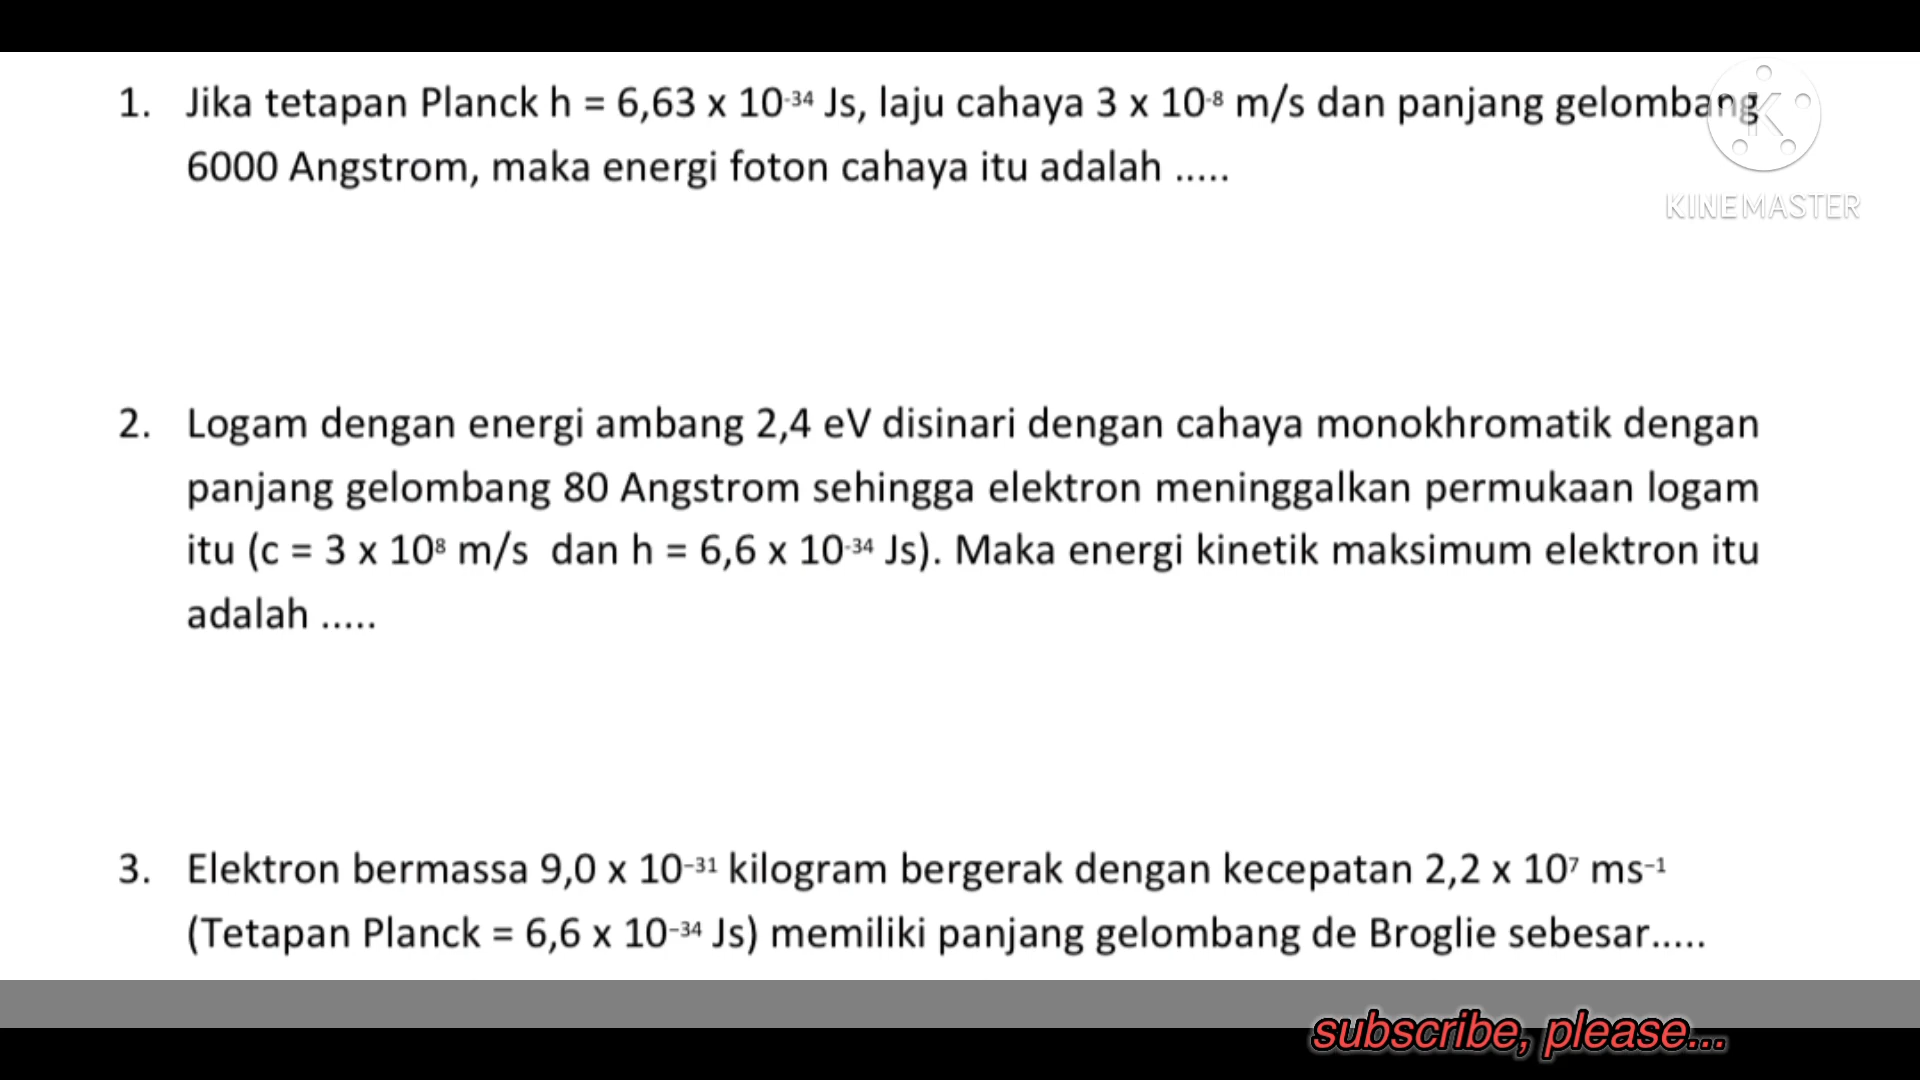 1. Jika tetapan Planck h = 6,63 x 10⁻³⁴ Js, laju cahaya 3 x 10⁻⁸ m/s dan panjang gelombang
6000 Angstrom, maka energi foton cahaya itu adalah .....
K
KINEMASTER
2. Logam dengan energi ambang 2,4 eV disinari dengan cahaya monokhromatik dengan
panjang gelombang 80 Angstrom sehingga elektron meninggalkan permukaan logam
itu (c = 3 x 10⁸ m/s dan h = 6,6 x 10⁻³⁴ Js). Maka energi kinetik maksimum elektron itu
adalah .....
3. Elektron bermassa 9,0 x 10⁻³¹ kilogram bergerak dengan kecepatan 2,2 x 10⁷ ms⁻¹
(Tetapan Planck = 6,6 x 10⁻³⁴ Js) memiliki panjang gelombang de Broglie sebesar.....
subscribe, please...